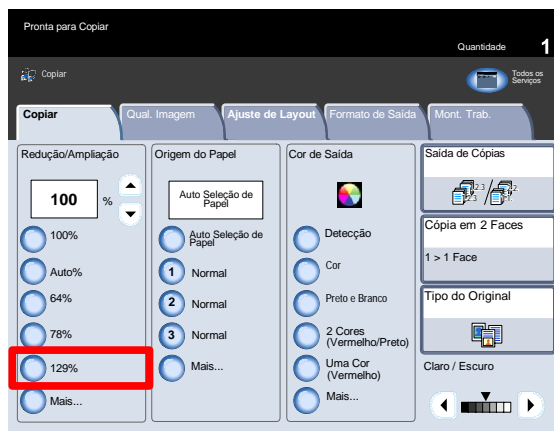 Pronta para Copiar
Quantidade 1
Copiar
Todos os
Serviços
Copiar
Qual. Imagem
Ajuste de Layout
Formato de Saída
Mont. Trab.
Redução/Ampliação
100 %
100%
Auto%
64%
78%
129%
Mais...
Origem do Papel
Auto Seleção de
Papel
Auto Seleção de
Papel
1 Normal
2 Normal
3 Normal
Mais...
Cor de Saída
Detecção
Cor
Preto e Branco
2 Cores
(Vermelho/Preto)
Uma Cor
(Vermelho)
Mais...
Saída de Cópias
Cópia em 2 Faces
1 > 1 Face
Tipo do Original
Claro / Escuro